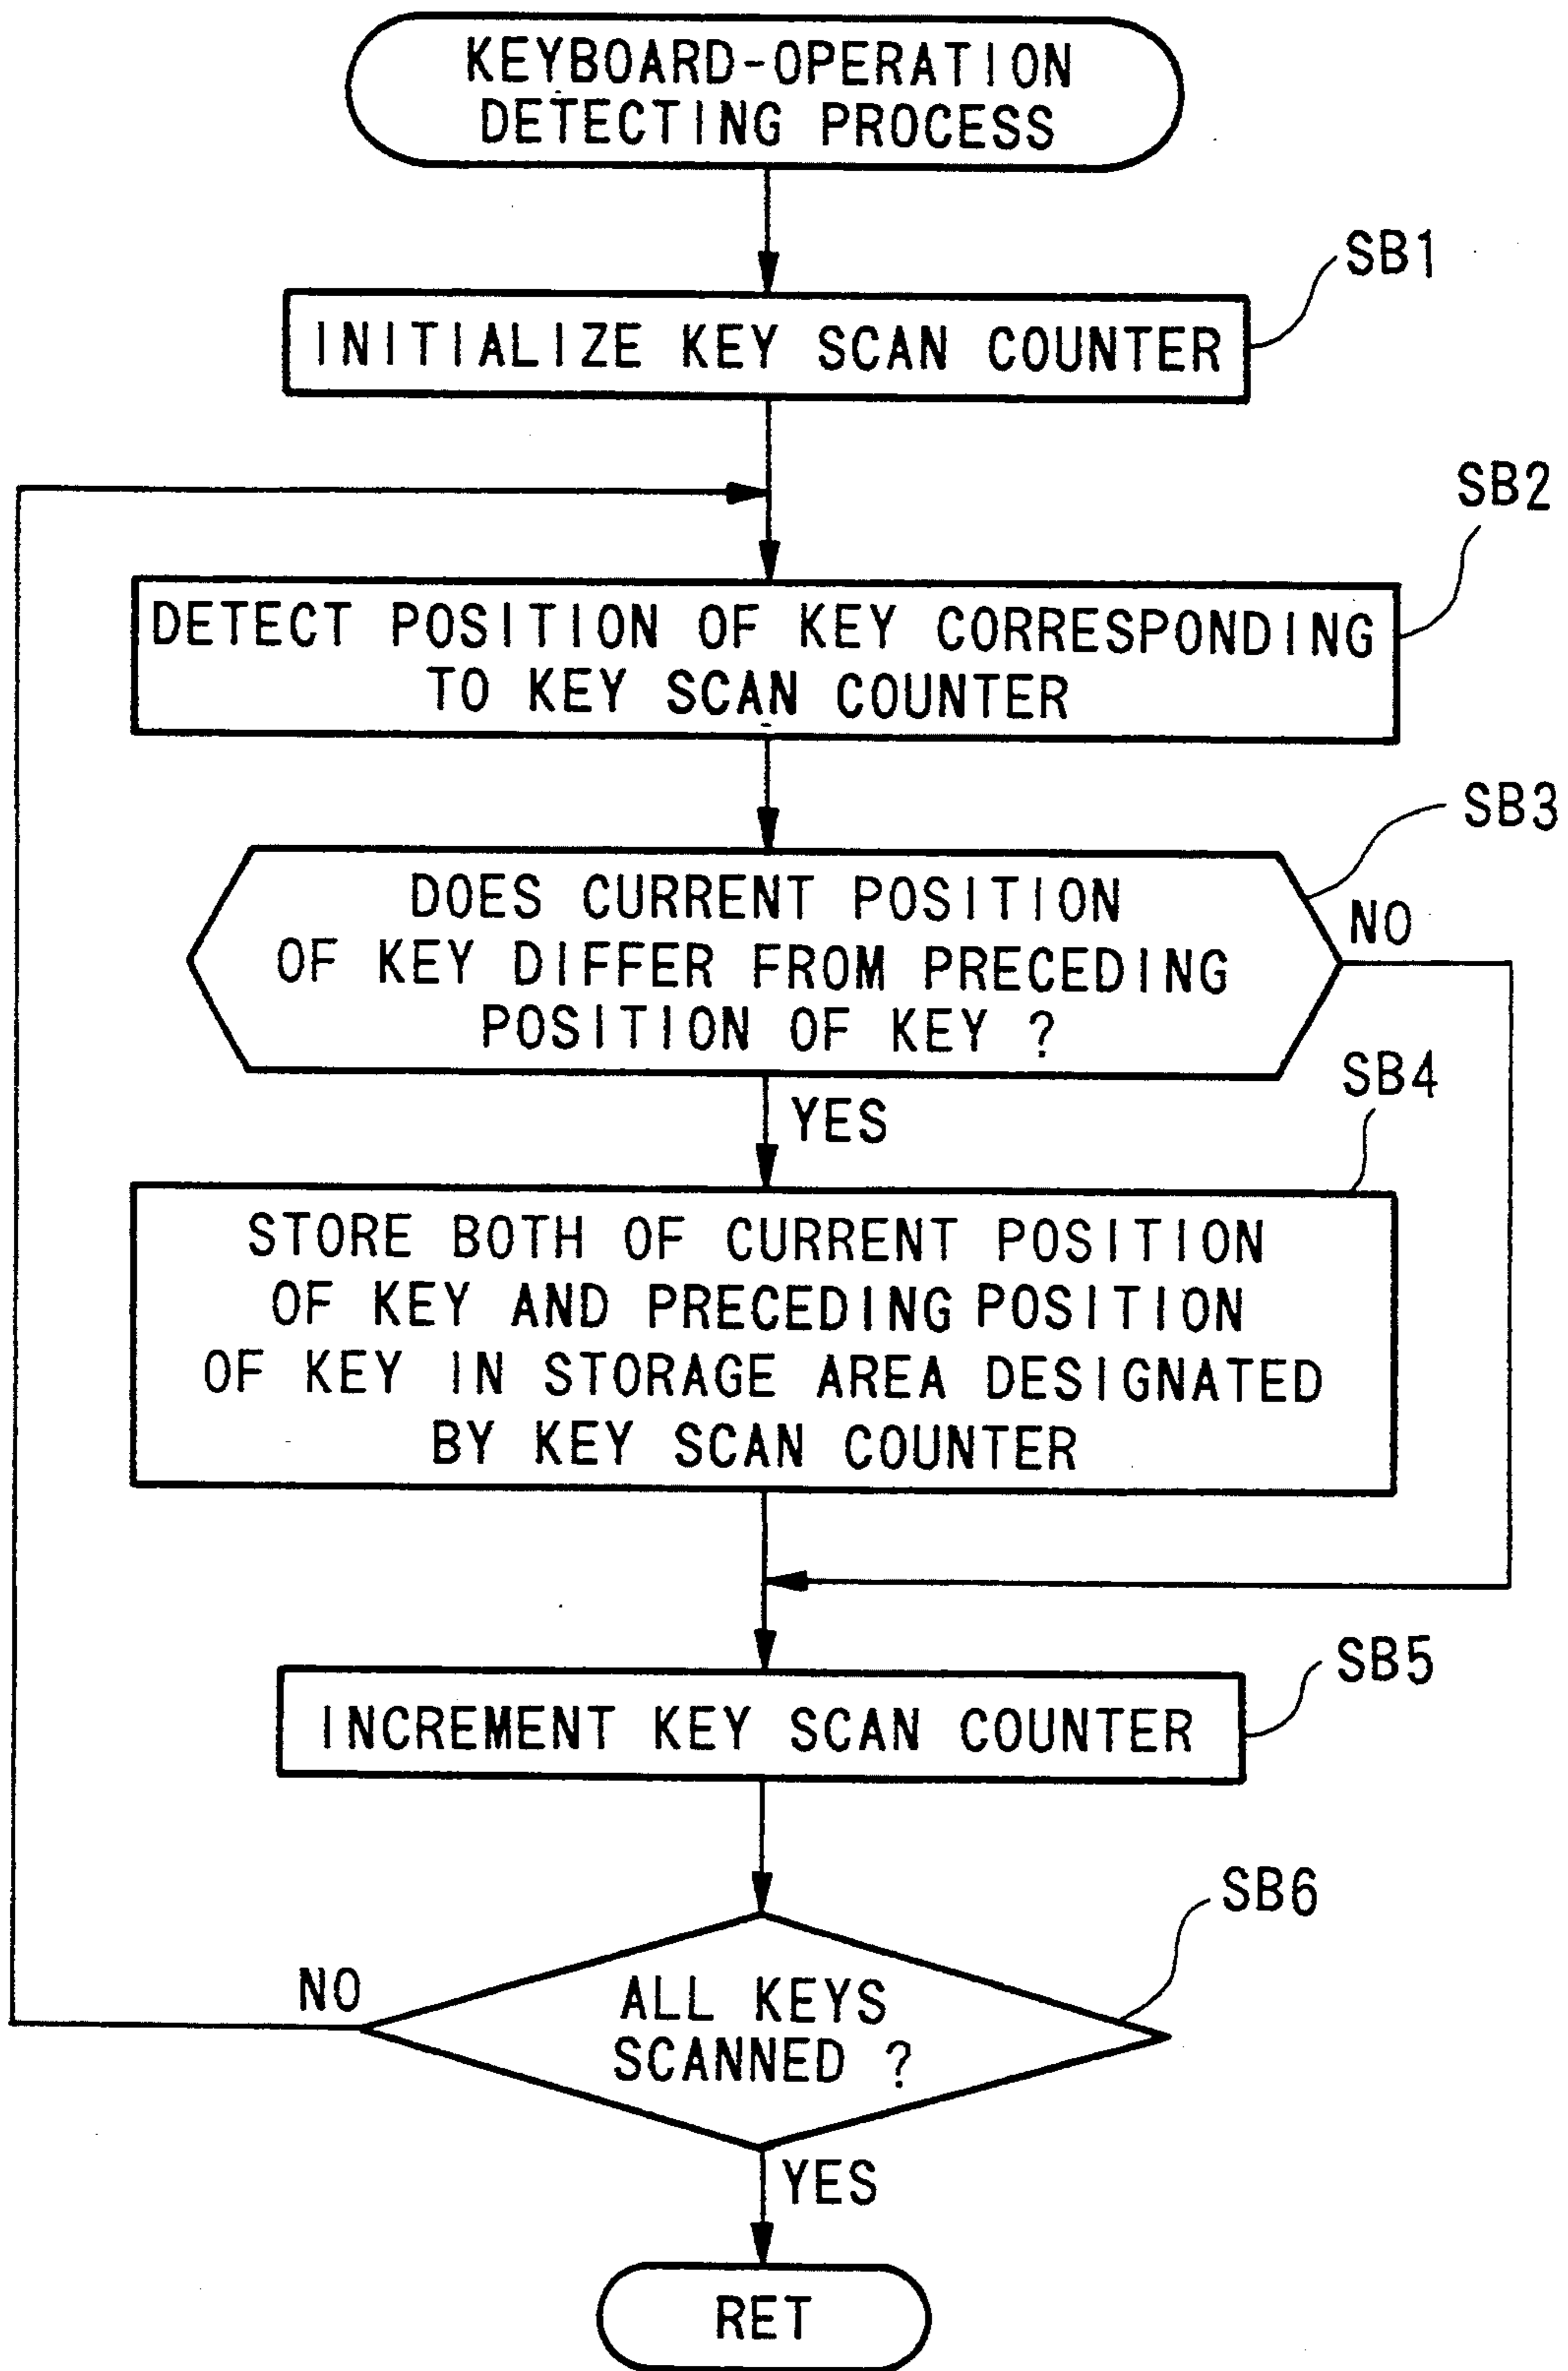 KEYBOARD-OPERATION
DETECTING PROCESS
SB1
INITIALIZE KEY SCAN COUNTER
SB2
DETECT POSITION OF KEY CORRESPONDING
TO KEY SCAN COUNTER
SB3
DOES CURRENT POSITION
NO
OF KEY DIFFER FROM PRECEDING
POSITION OF KEY ?
SB4
YES
STORE BOTH OF CURRENT POSITION
OF KEY AND PRECEDING POSITION
OF KEY IN STORAGE AREA DESIGNATED
BY KEY SCAN COUNTER
SB5
INCREMENT KEY SCAN COUNTER
SB6
NO
ALL KEYS
SCANNED ?
YES
RET